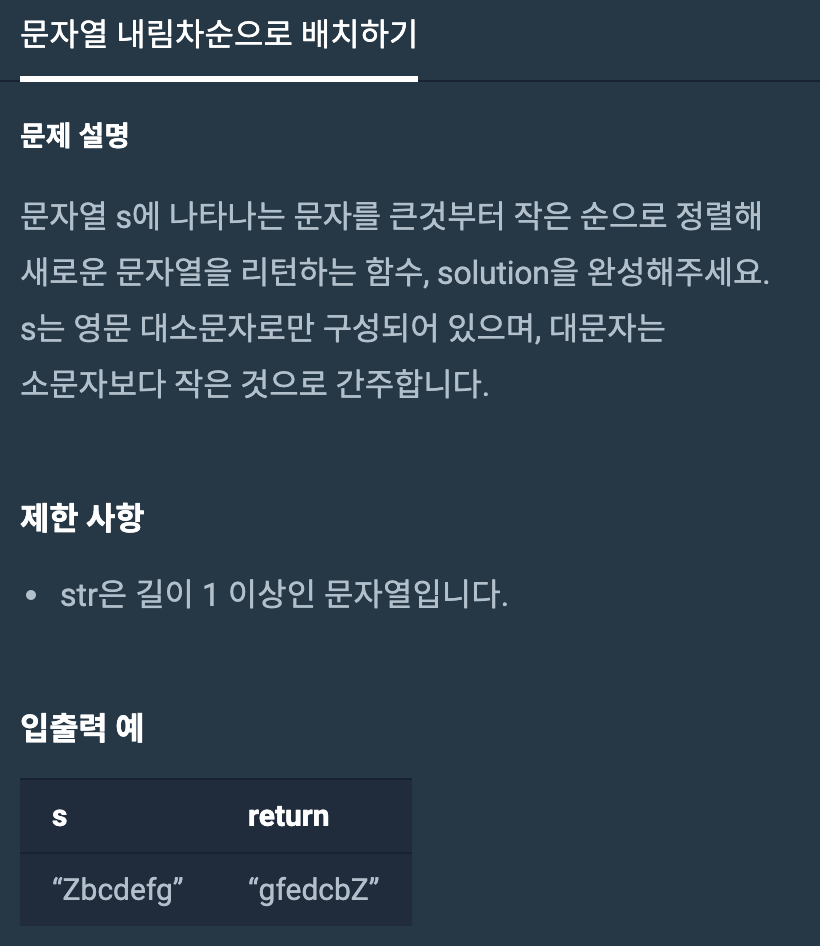 문자열 내림차순으로 배치하기
문제 설명
문자열 s에 나타나는 문자를 큰것부터 작은 순으로 정렬해
새로운 문자열을 리턴하는 함수, solution을 완성해주세요.
s는 영문 대소문자로만 구성되어 있으며, 대문자는
소문자보다 작은 것으로 간주합니다.
제한 사항
• str은 길이 1 이상인 문자열입니다.
입출력 예
s return
“Zbcdefg” “gfedcbZ”